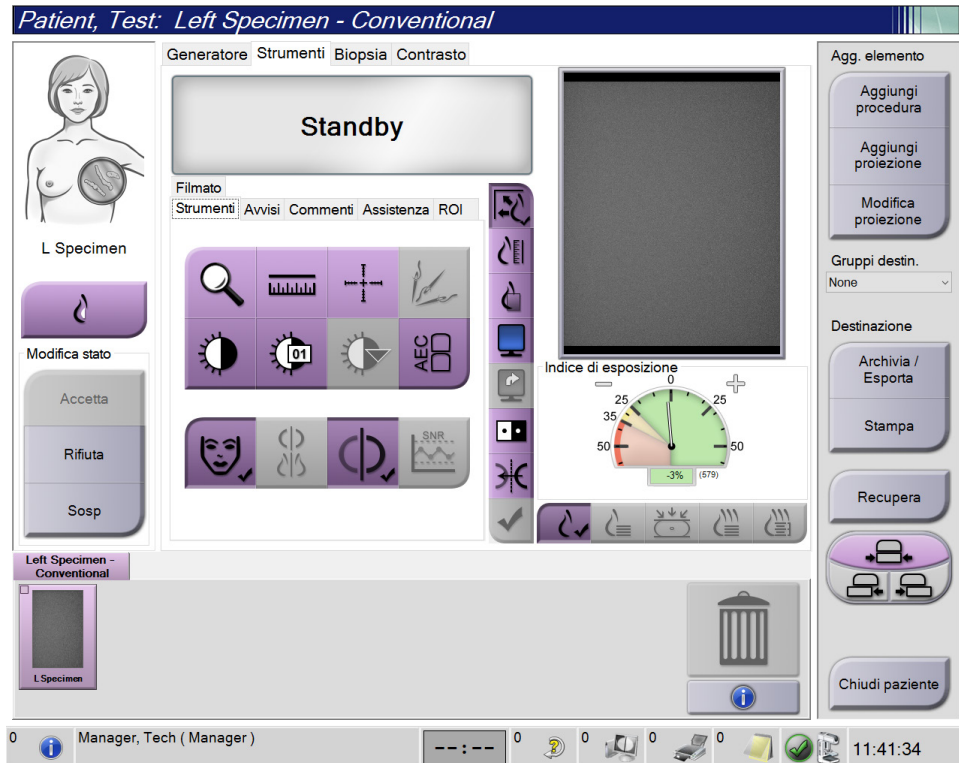 Patient, Test: Left Specimen - Conventional
Generatore Strumenti Biopsia Contrasto
Standby
Filmato
Strumenti Avvisi Commenti Assistenza ROI
01
AEC
SNR
L Specimen
Modifica stato
Accetta
Rifiuta
Sosp
Indice di esposizione
0
25 25
35
50 50
-3% (579)
Agg. elemento
Aggiungi
procedura
Aggiungi
proiezione
Modifica
proiezione
Gruppi destin.
None
Destinazione
Archivia /
Esporta
Stampa
Recupera
Chiudi paziente
Left Specimen -
Conventional
L Specimen
0 Manager, Tech ( Manager ) --:-- 0 0 0 0 11:41:34